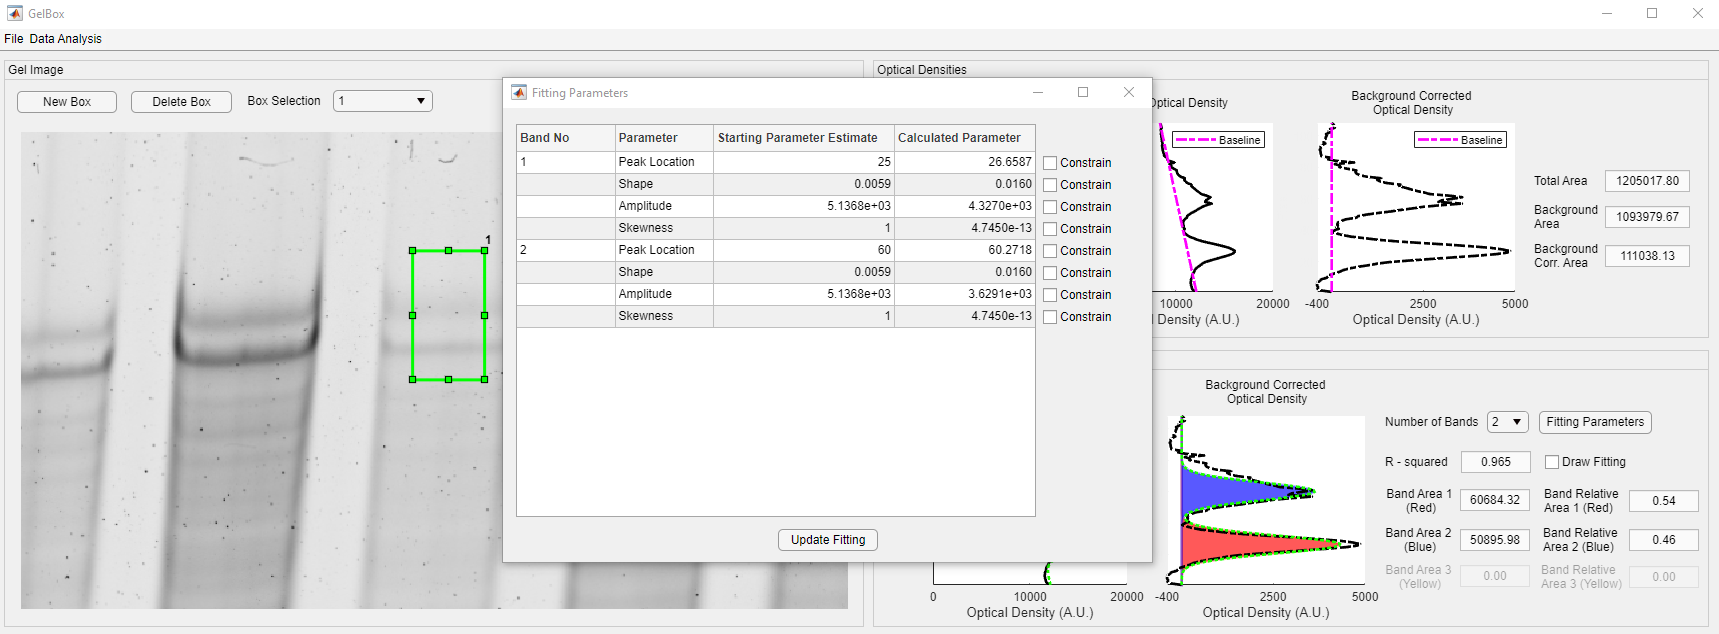 GelBox
File Data Analysis
Gel Image
New Box
Delete Box
Box Selection
1
1
Fitting Parameters
Band No Parameter Starting Parameter Estimate Calculated Parameter
1 Peak Location 25 26.6587 Constrain
Shape 0.0059 0.0160 Constrain
Amplitude 5.1368e+03 4.3270e+03 Constrain
Skewness 1 4.7450e-13 Constrain
2 Peak Location 60 60.2718 Constrain
Shape 0.0059 0.0160 Constrain
Amplitude 5.1368e+03 3.6291e+03 Constrain
Skewness 1 4.7450e-13 Constrain
Update Fitting
Optical Densities
Optical Density
Baseline
10000 20000
l Density (A.U.)
Background Corrected
Optical Density
Baseline
-400 2500 5000
Optical Density (A.U.)
Total Area 1205017.80
Background
Area
1093979.67
Background
Corr. Area
111038.13
0 10000 20000
Optical Density (A.U.)
Background Corrected
Optical Density
-400 2500 5000
Optical Density (A.U.)
Number of Bands 2 Fitting Parameters
R - squared 0.965 Draw Fitting
Band Area 1
(Red)
60684.32
Band Relative
Area 1 (Red)
0.54
Band Area 2
(Blue)
50895.98
Band Relative
Area 2 (Blue)
0.46
Band Area 3
(Yellow)
0.00
Band Relative
Area 3 (Yellow)
0.00